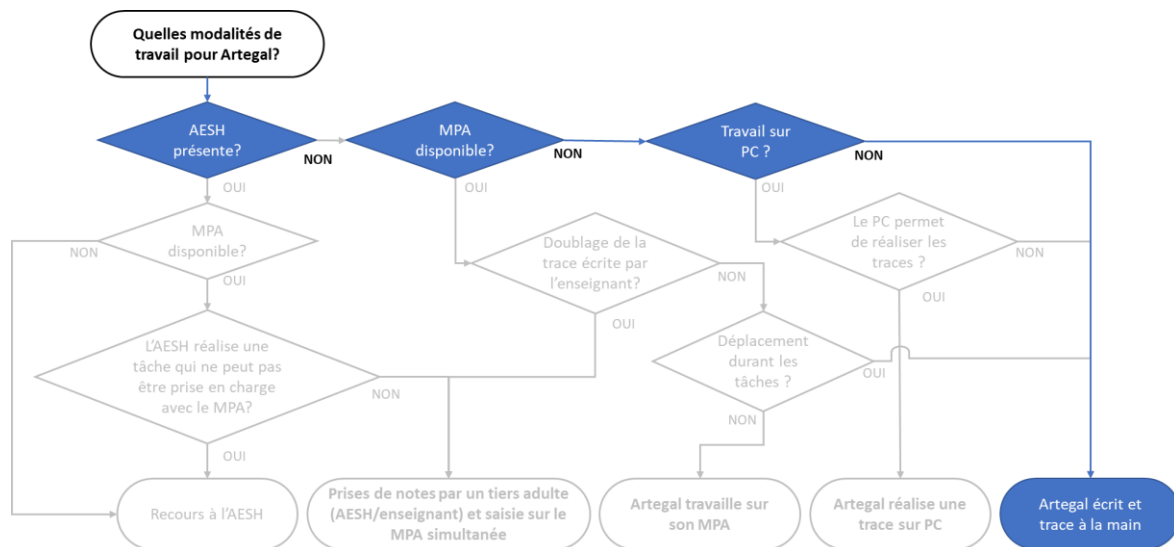 Quelles modalités de
travail pour Artegal?
AESH
présente?
NON
MPA
disponible?
NON
Travail sur
PC ?
NON
OUI
OUI
OUI
MPA
disponible?
NON
OUI
Doublage de la
trace écrite par
l'enseignant?
NON
OUI
Le PC permet
de réaliser les
traces ?
NON
OUI
L'AESH réalise une
tâche qui ne peut pas
être prise en charge
avec le MPA?
NON
OUI
Déplacement
durant les
tâches ?
OUI
NON
Recours à l'AESH
Prises de notes par un tiers adulte
(AESH/enseignant) et saisie sur le
MPA simultanée
Artegal travaille sur
son MPA
Artegal réalise une
trace sur PC
Artegal écrit et
trace à la main